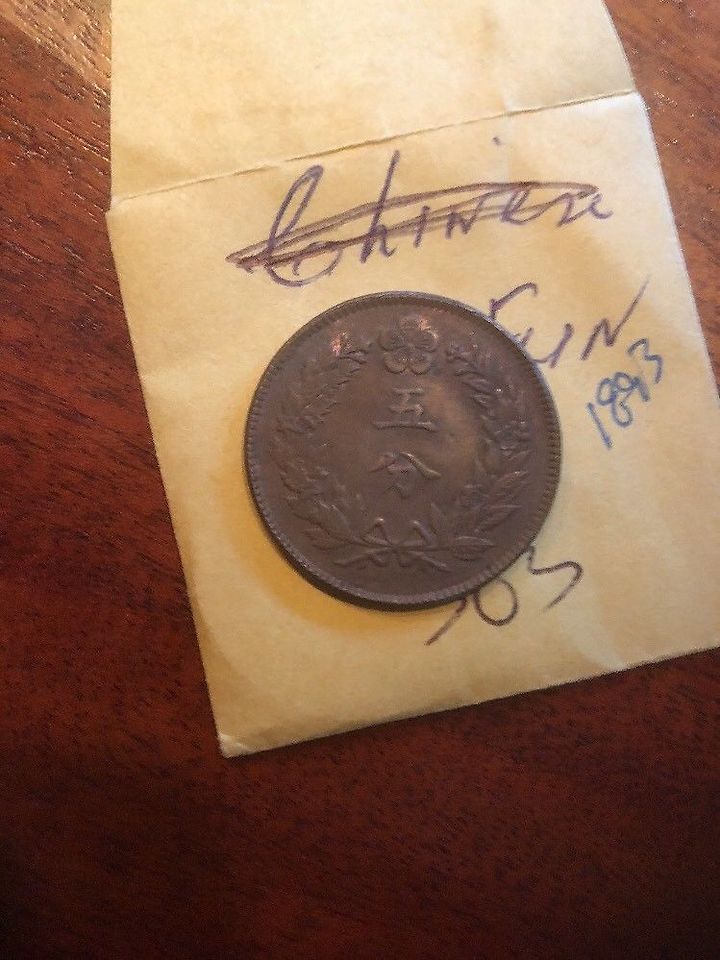 Chinese
FUN
1893
五
分